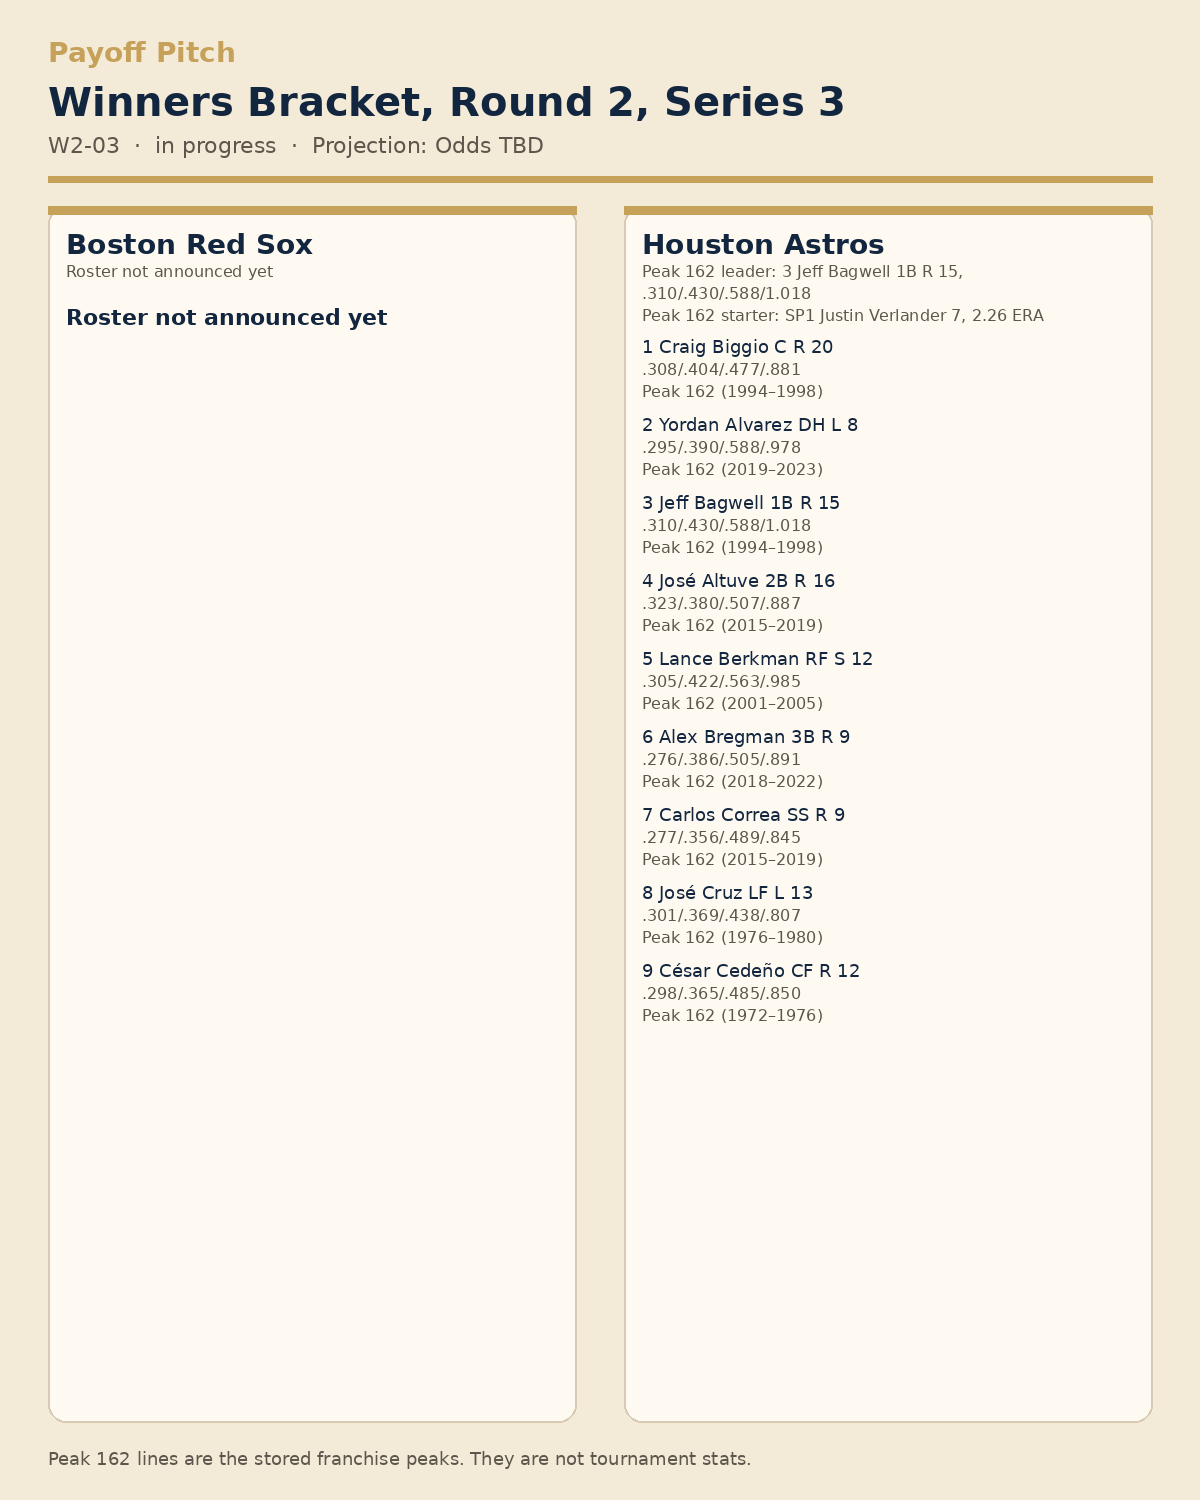 Payoff Pitch
Winners Bracket, Round 2, Series 3
W2-03 · in progress · Projection: Odds TBD
Boston Red Sox
Roster not announced yet
Roster not announced yet
Houston Astros
Peak 162 leader: 3 Jeff Bagwell 1B R 15,
.310/.430/.588/1.018
Peak 162 starter: SP1 Justin Verlander 7, 2.26 ERA
1 Craig Biggio C R 20
.308/.404/.477/.881
Peak 162 (1994–1998)
2 Yordan Alvarez DH L 8
.295/.390/.588/.978
Peak 162 (2019–2023)
3 Jeff Bagwell 1B R 15
.310/.430/.588/1.018
Peak 162 (1994–1998)
4 José Altuve 2B R 16
.323/.380/.507/.887
Peak 162 (2015–2019)
5 Lance Berkman RF S 12
.305/.422/.563/.985
Peak 162 (2001–2005)
6 Alex Bregman 3B R 9
.276/.386/.505/.891
Peak 162 (2018–2022)
7 Carlos Correa SS R 9
.277/.356/.489/.845
Peak 162 (2015–2019)
8 José Cruz LF L 13
.301/.369/.438/.807
Peak 162 (1976–1980)
9 César Cedeño CF R 12
.298/.365/.485/.850
Peak 162 (1972–1976)
Peak 162 lines are the stored franchise peaks. They are not tournament stats.